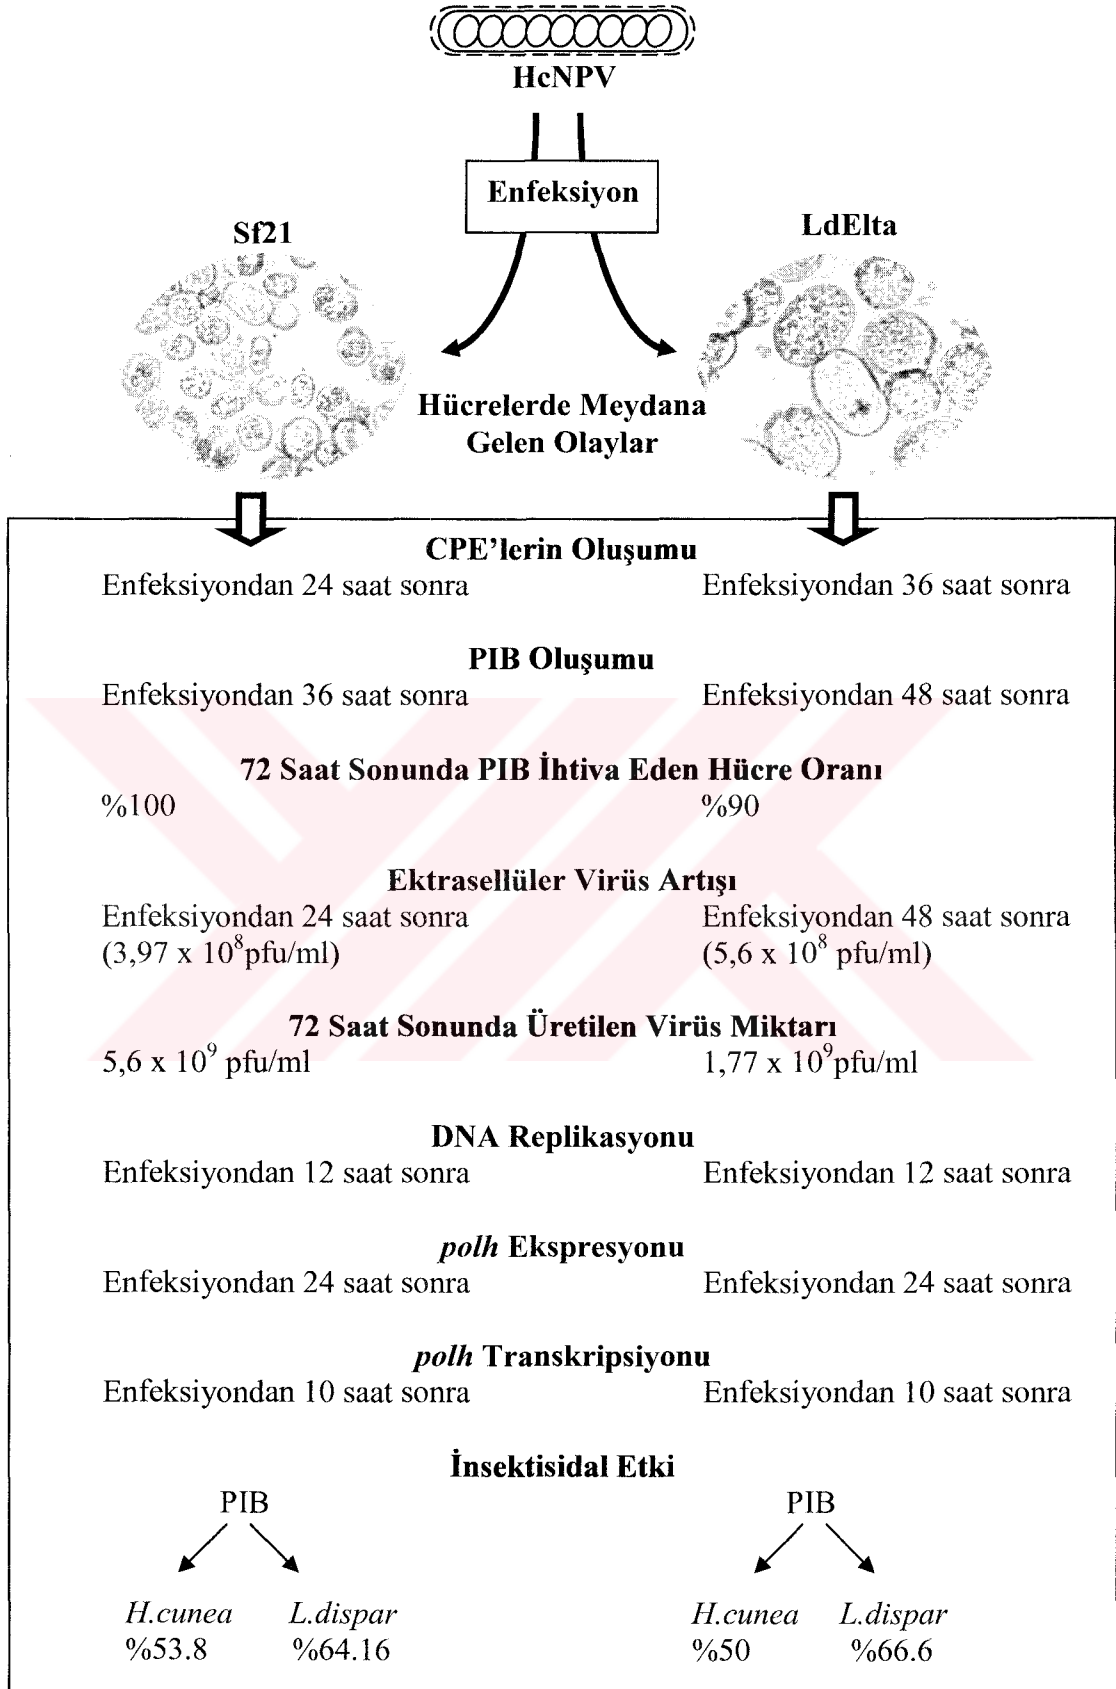 HcNPV
Enfeksiyon
Sf21
LdElta
Hücrelerde Meydana
Gelen Olaylar
CPE'lerin Oluşumu
Enfeksiyondan 24 saat sonra Enfeksiyondan 36 saat sonra
PIB Oluşumu
Enfeksiyondan 36 saat sonra Enfeksiyondan 48 saat sonra
72 Saat Sonunda PIB İhtiva Eden Hücre Oranı
%100 %90
Ektrasellüler Virüs Artışı
Enfeksiyondan 24 saat sonra Enfeksiyondan 48 saat sonra
(3,97 x 10⁸pfu/ml) (5,6 x 10⁸ pfu/ml)
72 Saat Sonunda Üretilen Virüs Miktarı
5,6 x 10⁹ pfu/ml 1,77 x 10⁹pfu/ml
DNA Replikasyonu
Enfeksiyondan 12 saat sonra Enfeksiyondan 12 saat sonra
polh Ekspresyonu
Enfeksiyondan 24 saat sonra Enfeksiyondan 24 saat sonra
polh Transkripsiyonu
Enfeksiyondan 10 saat sonra Enfeksiyondan 10 saat sonra
İnsektisidal Etki
PIB PIB
H.cunea L.dispar H.cunea L.dispar
%53.8 %64.16 %50 %66.6